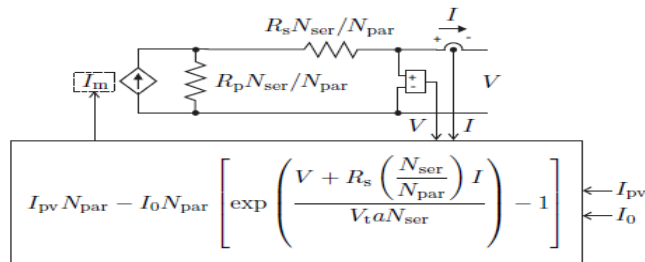 R_s N_ser/N_par
I
+ -
I_m
R_p N_ser/N_par
+
-
V
V I
I_pv N_par − I_0 N_par [exp((V + R_s (N_ser/N_par) I)/(V_t a N_ser)) − 1]
I_pv
I_0